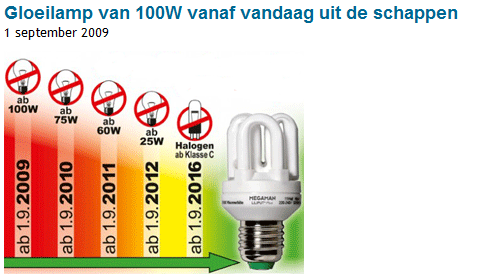 Gloeilamp van 100W vanaf vandaag uit de schappen
1 september 2009
ab
100W
ab
75W
ab
60W
ab
25W
Halogen
ab Klasse C
ab 1.9.2009
ab 1.9.2010
ab 1.9.2011
ab 1.9.2012
ab 1.9.2016
MEGAMAN